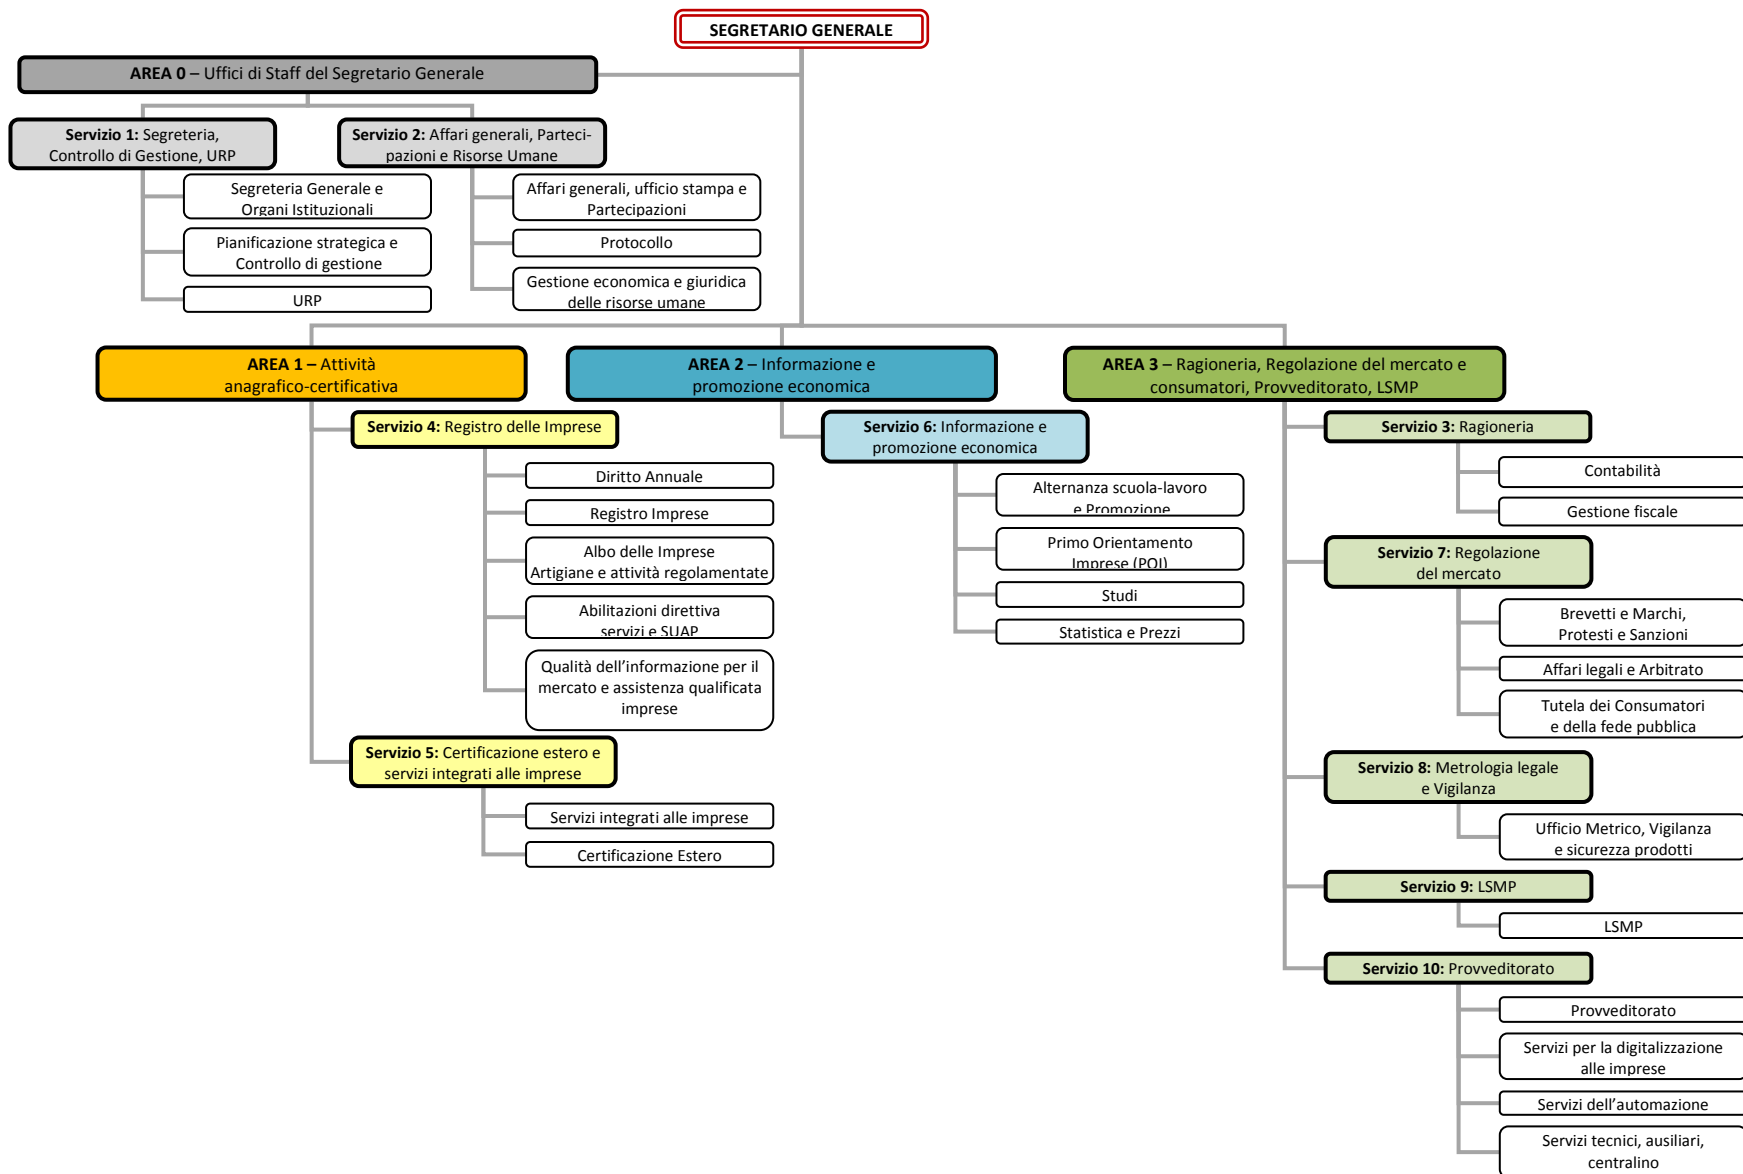 SEGRETARIO GENERALE
AREA 0 – Uffici di Staff del Segretario Generale
Servizio 1: Segreteria,
Controllo di Gestione, URP
Segreteria Generale e
Organi Istituzionali
Pianificazione strategica e
Controllo di gestione
URP
Servizio 2: Affari generali, Parteci-
pazioni e Risorse Umane
Affari generali, ufficio stampa e
Partecipazioni
Protocollo
Gestione economica e giuridica
delle risorse umane
AREA 1 – Attività
anagrafico-certificativa
Servizio 4: Registro delle Imprese
Diritto Annuale
Registro Imprese
Albo delle Imprese
Artigiane e attività regolamentate
Abilitazioni direttiva
servizi e SUAP
Qualità dell’informazione per il
mercato e assistenza qualificata
imprese
Servizio 5: Certificazione estero e
servizi integrati alle imprese
Servizi integrati alle imprese
Certificazione Estero
AREA 2 – Informazione e
promozione economica
Servizio 6: Informazione e
promozione economica
Alternanza scuola-lavoro
e Promozione
Primo Orientamento
Imprese (POI)
Studi
Statistica e Prezzi
AREA 3 – Ragioneria, Regolazione del mercato e
consumatori, Provveditorato, LSMP
Servizio 3: Ragioneria
Contabilità
Gestione fiscale
Servizio 7: Regolazione
del mercato
Brevetti e Marchi,
Protesti e Sanzioni
Affari legali e Arbitrato
Tutela dei Consumatori
e della fede pubblica
Servizio 8: Metrologia legale
e Vigilanza
Ufficio Metrico, Vigilanza
e sicurezza prodotti
Servizio 9: LSMP
LSMP
Servizio 10: Provveditorato
Provveditorato
Servizi per la digitalizzazione
alle imprese
Servizi dell’automazione
Servizi tecnici, ausiliari,
centralino